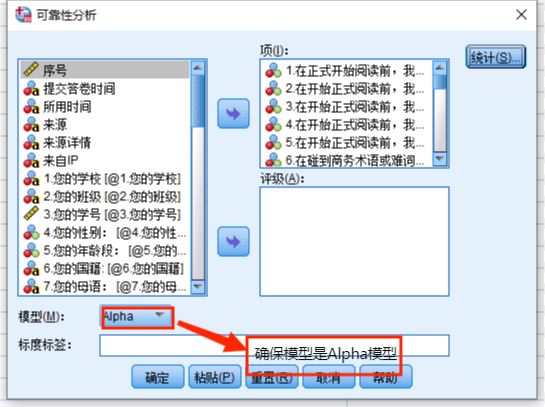 可靠性分析
项(I):
统计(S)...
序号
提交答卷时间
所用时间
来源
来源详情
来自IP
1.您的学校 [@1.您的学校]
2.您的班级 [@2.您的班级]
3.您的学号 [@3.您的学号]
4.您的性别： [@4.您的性...
5.您的年龄段： [@5.您的...
6.您的国籍: [@6.您的国籍]
7.您的母语： [@7.您的母...
1.在正式开始阅读前，我...
2.在开始正式阅读前，我...
3.在开始正式阅读前，我...
4.在开始正式阅读前，我...
5.在开始正式阅读前，我...
6.在碰到商务术语或难词...
评级(A):
模型(M):
Alpha
标度标签:
确保模型是Alpha模型
确定
粘贴(P)
重置(R)
取消
帮助